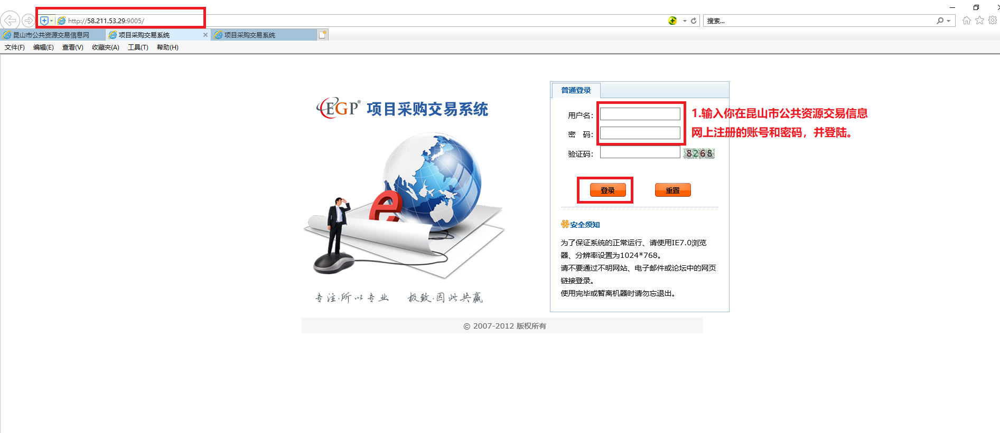 http://58.211.53.29:9005/
搜索...
昆山市公共资源交易信息网
项目采购交易系统
项目采购交易系统
文件(F) 编辑(E) 查看(V) 收藏夹(A) 工具(T) 帮助(H)
普通登录
EGP® 项目采购交易系统
用户名：
密 码：
1.输入你在昆山市公共资源交易信息
网上注册的账号和密码，并登陆。
验证码： 8268
登录 重置
安全须知
为了保证系统的正常运行、请使用IE7.0浏览
器、分辨率设置为1024*768。
请不要通过不明网站、电子邮件或论坛中的网页
链接登录。
使用完毕或暂离机器时请勿忘退出。
专注·所以专业 极致·因此共赢
© 2007-2012 版权所有